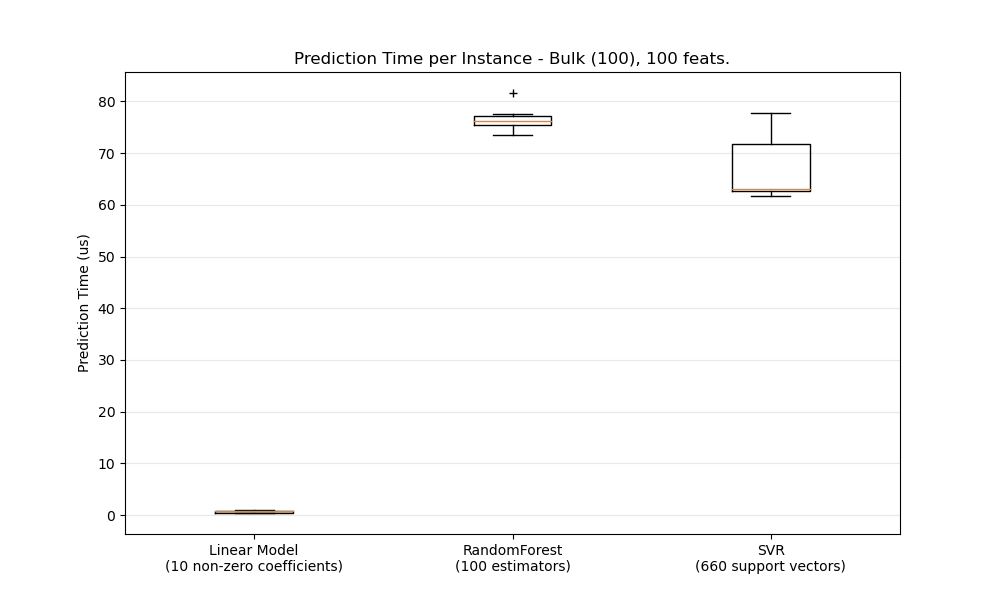 Prediction Time per Instance - Bulk (100), 100 feats.
Prediction Time (us)
80
70
60
50
40
30
20
10
0
Linear Model
(10 non-zero coefficients)
RandomForest
(100 estimators)
SVR
(660 support vectors)